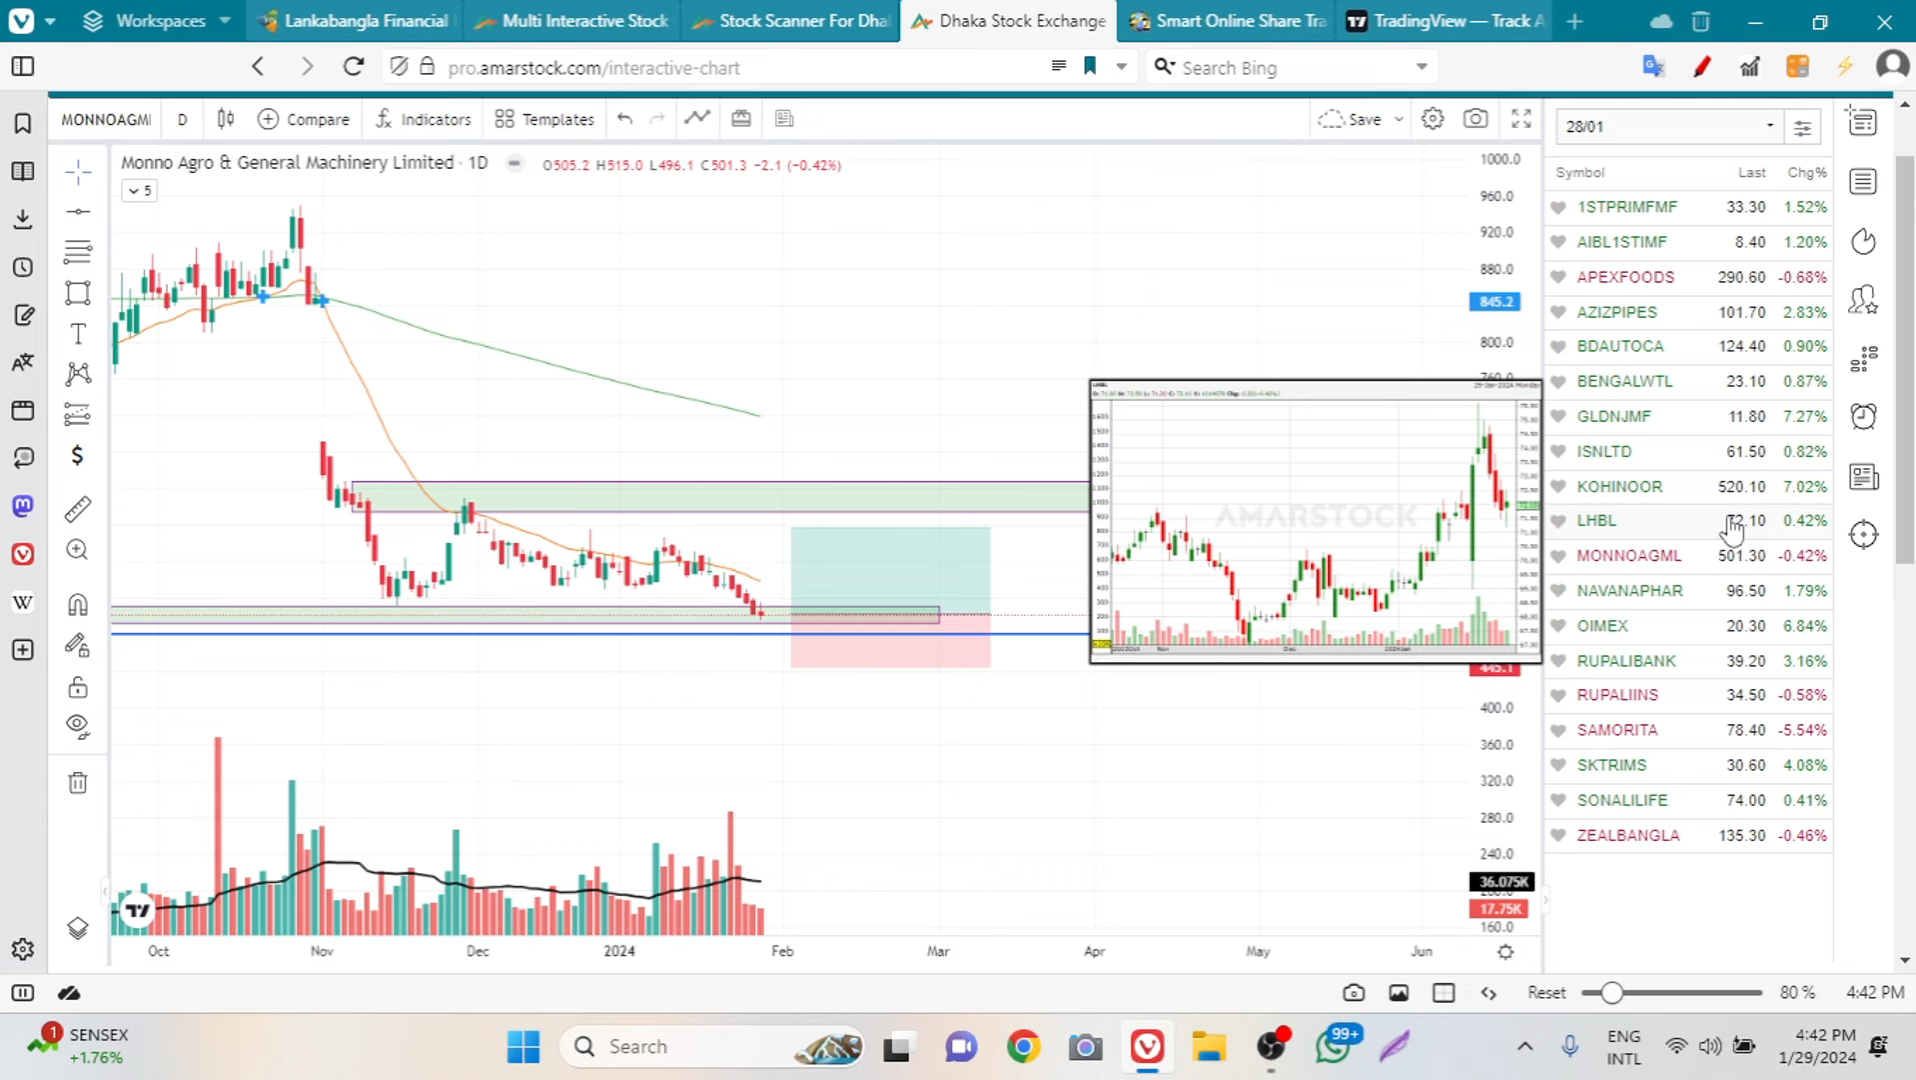 Workspaces
Lankabangla Financial
Multi Interactive Stock
Stock Scanner For Dha
Dhaka Stock Exchange
Smart Online Share Tra
TradingView — Track A
pro.amarstock.com/interactive-chart
Search Bing
MONNOAGMI
D
Compare
Indicators
Templates
Save
28/01
Monno Agro & General Machinery Limited · 1D
O505.2 H515.0 L496.1 C501.3 -2.1 (-0.42%)
5
Symbol Last Chg%
1STPRIMFMF 33.30 1.52%
AIBL1STIMF 8.40 1.20%
APEXFOODS 290.60 -0.68%
AZIZPIPES 101.70 2.83%
BDAUTOCA 124.40 0.90%
BENGALWTL 23.10 0.87%
GLDNJMF 11.80 7.27%
ISNLTD 61.50 0.82%
KOHINOOR 520.10 7.02%
LHBL 72.10 0.42%
MONNOAGML 501.30 -0.42%
NAVANAPHAR 96.50 1.79%
OIMEX 20.30 6.84%
RUPALIBANK 39.20 3.16%
RUPALIINS 34.50 -0.58%
SAMORITA 78.40 -5.54%
SKTRIMS 30.60 4.08%
SONALILIFE 74.00 0.41%
ZEALBANGLA 135.30 -0.46%
1000.0
960.0
920.0
880.0
845.2
800.0
760.0
LHBL
AMARSTOCK
445.1
400.0
360.0
320.0
280.0
240.0
36.075K
17.75K
160.0
Oct Nov Dec 2024 Feb Mar Apr May Jun
Reset
80 %
4:42 PM
1
SENSEX
+1.76%
Search
99+
ENG
INTL
4:42 PM
1/29/2024